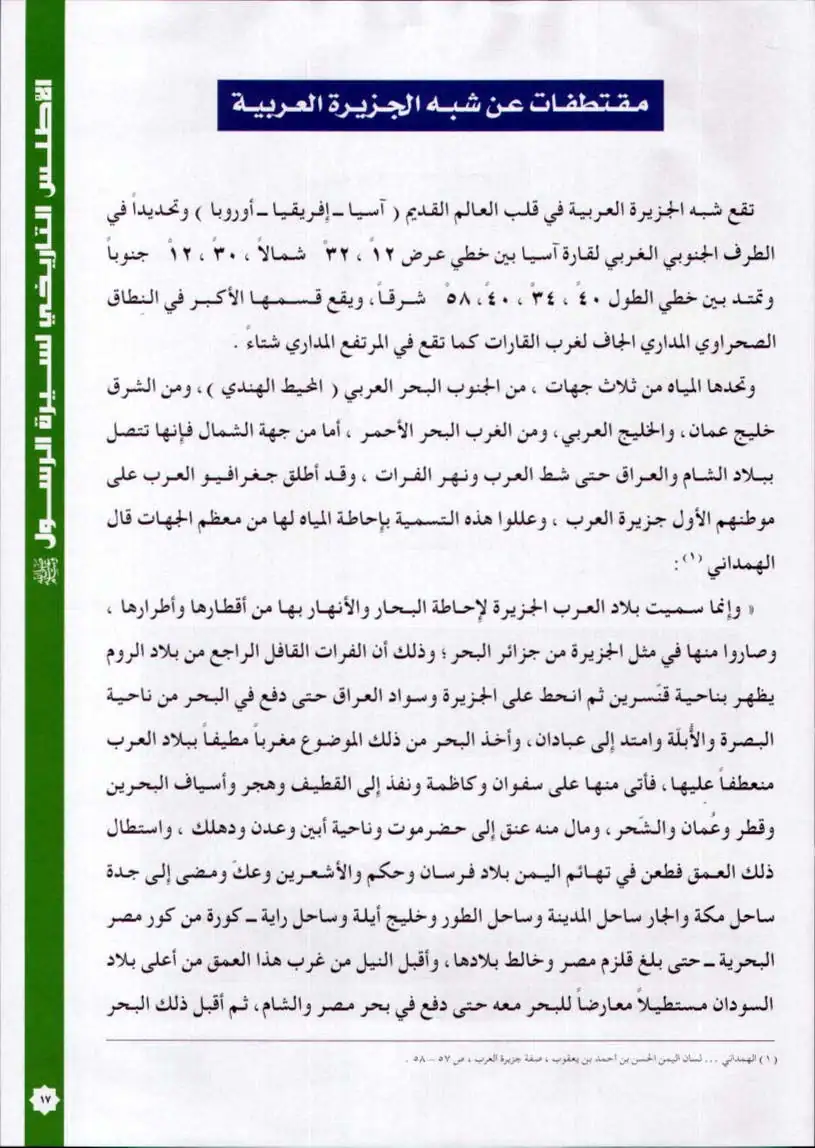 مقتطفات عن شبه الجزيرة العربية
تقع شبه الجزيرة العربية في قلب العالم القديم ( آسيا ـ إفريقيا ـ أوروبا ) وتحديداً في
الطرف الجنوبي الغربي لقارة آسيا بين خطي عرض ١٢ ، ٣٢ شمالاً ، ٣٠ ، ١٢ جنوباً
وتمتد بين خطي الطول ٤٠ ، ٣٤ ، ٤٠ ، ٥٨ شرقاً، ويقع قسمها الأكبر في النطاق
الصحراوي المداري الجاف لغرب القارات كما تقع في المرتفع المداري شتاءً .
وتحدها المياه من ثلاث جهات ، من الجنوب البحر العربي ( المحيط الهندي ) ، ومن الشرق
خليج عمان، والخليج العربي، ومن الغرب البحر الأحمر ، أما من جهة الشمال فإنها تتصل
ببلاد الشام والعراق حتى شط العرب ونهر الفرات ، وقد أطلق جغرافيو العرب على
موطنهم الأول جزيرة العرب ، وعللوا هذه التسمية بإحاطة المياه لها من معظم الجهات قال
الهمداني (١) :
« وإنما سميت بلاد العرب الجزيرة لإحاطة البحار والأنهار بها من أقطارها وأطرارها ،
وصاروا منها في مثل الجزيرة من جزائر البحر ؛ وذلك أن الفرات القافل الراجع من بلاد الروم
يظهر بناحية قنّسرين ثم انحط على الجزيرة وسواد العراق حتى دفع في البحر من ناحية
البصرة والأُبلّة وامتد إلى عبادان، وأخذ البحر من ذلك الموضوع مغرباً مطيفاً ببلاد العرب
منعطفاً عليها، فأتى منها على سفوان وكاظمة ونفذ إلى القطيف وهجر وأسياف البحرين
وقطر وعُمان والشَحر، ومال منه عنق إلى حضرموت وناحية أبين وعدن ودهلك ، واستطال
ذلك العمق فطعن في تهائم اليمن بلاد فرسان وحكم والأشعرين وعكّ ومضى إلى جدة
ساحل مكة والجار ساحل المدينة وساحل الطور وخليج أيلة وساحل راية ـ كورة من كور مصر
البحرية ـ حتى بلغ قلزم مصر وخالط بلادها، وأقبل النيل من غرب هذا العمق من أعلى بلاد
السودان مستطيلاً معارضاً للبحر معه حتى دفع في بحر مصر والشام، ثم أقبل ذلك البحر
(١) الهمداني ... لسان اليمن الحسن بن أحمد بن يعقوب ، صفة جزيرة العرب ، ص ٥٧ ـ ٥٨ .
الأطلس التاريخي لسيرة الرسول ﷺ
١٧